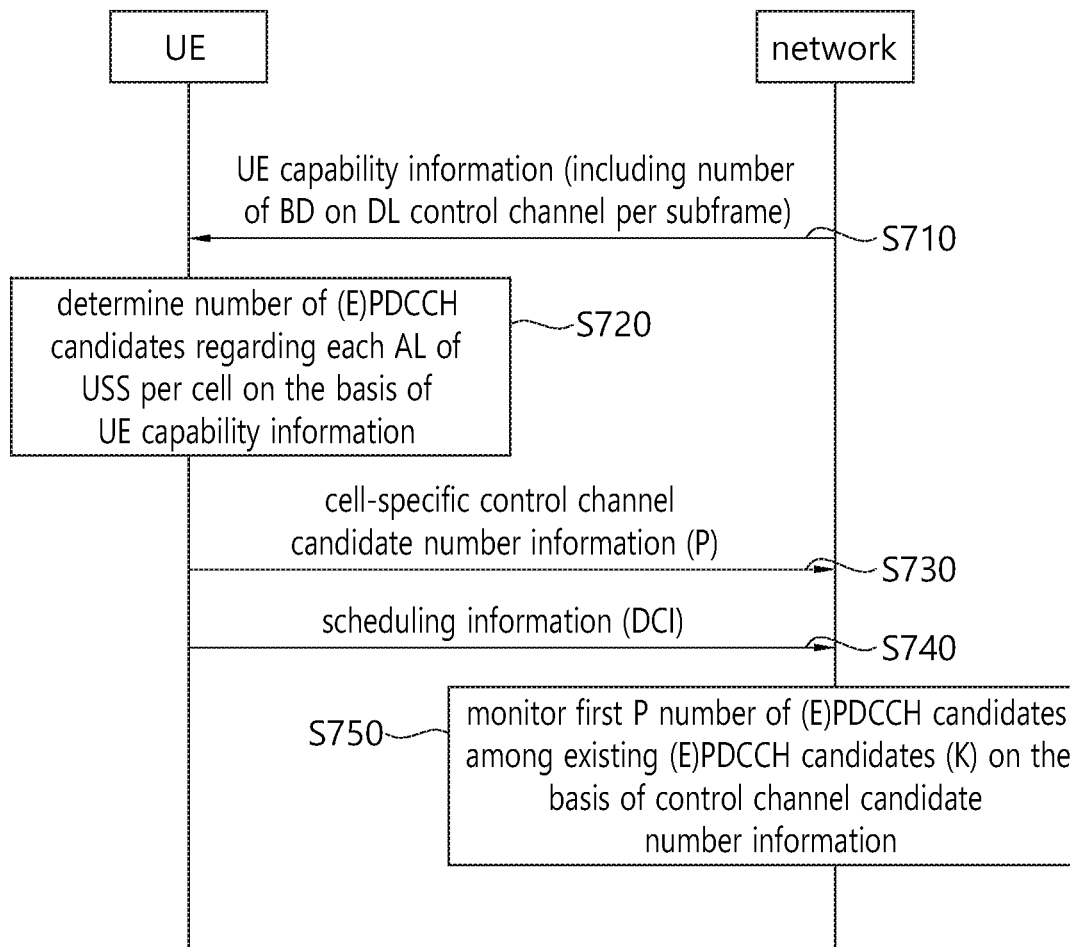 UE
network
UE capability information (including number
of BD on DL control channel per subframe)
S710
determine number of (E)PDCCH
candidates regarding each AL of
USS per cell on the basis of
UE capability information
S720
cell-specific control channel
candidate number information (P)
S730
scheduling information (DCI)
S740
S750
monitor first P number of (E)PDCCH candidates
among existing (E)PDCCH candidates (K) on the
basis of control channel candidate
number information